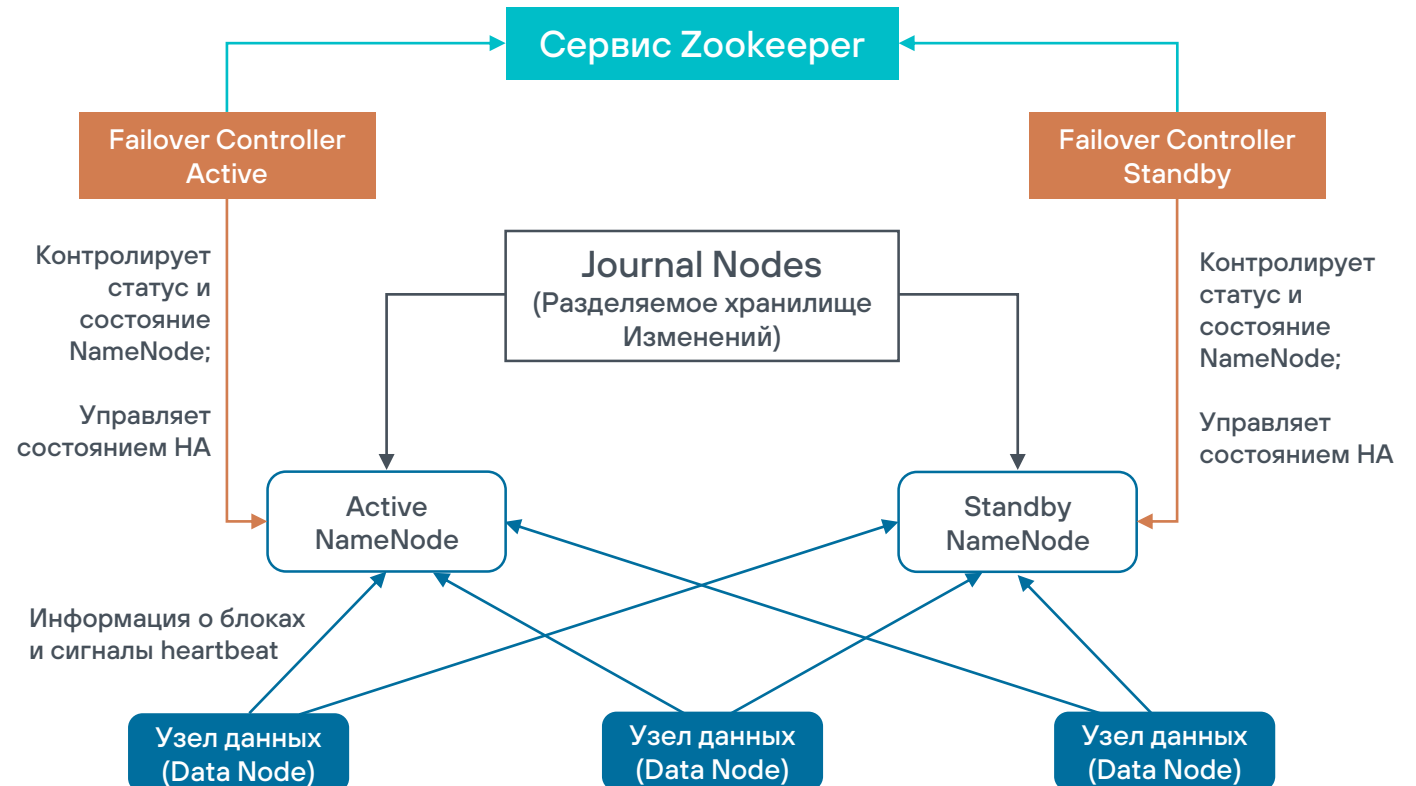 Сервис Zookeeper
Failover Controller
Active
Failover Controller
Standby
Контролирует
статус и
состояние
NameNode;
Управляет
состоянием HA
Journal Nodes
(Разделяемое хранилище
Изменений)
Контролирует
статус и
состояние
NameNode;
Управляет
состоянием HA
Active
NameNode
Standby
NameNode
Информация о блоках
и сигналы heartbeat
Узел данных
(Data Node)
Узел данных
(Data Node)
Узел данных
(Data Node)